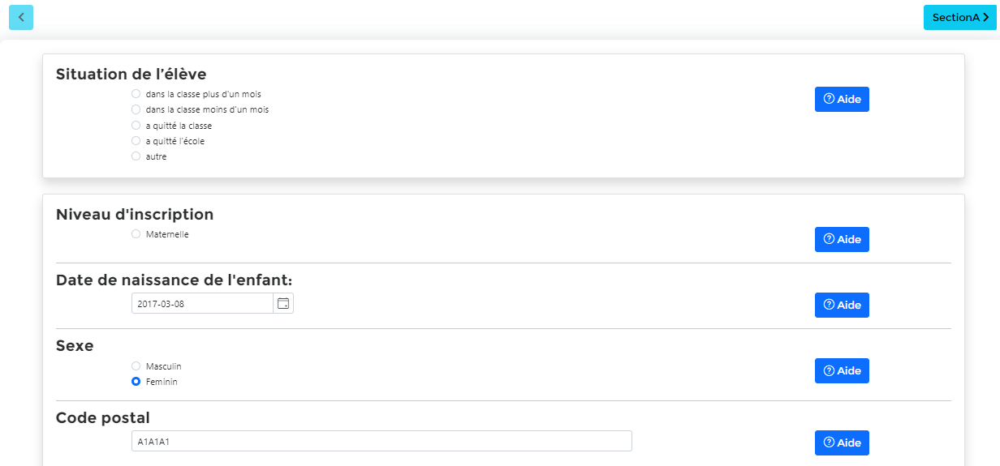 SectionA
Situation de l’élève
dans la classe plus d'un mois
Aide
dans la classe moins d'un mois
a quitté la classe
a quitté l'école
autre
Niveau d'inscription
Maternelle
Aide
Date de naissance de l'enfant:
2017-03-08
Aide
Sexe
Masculin
Aide
Feminin
Code postal
A1A1A1
Aide